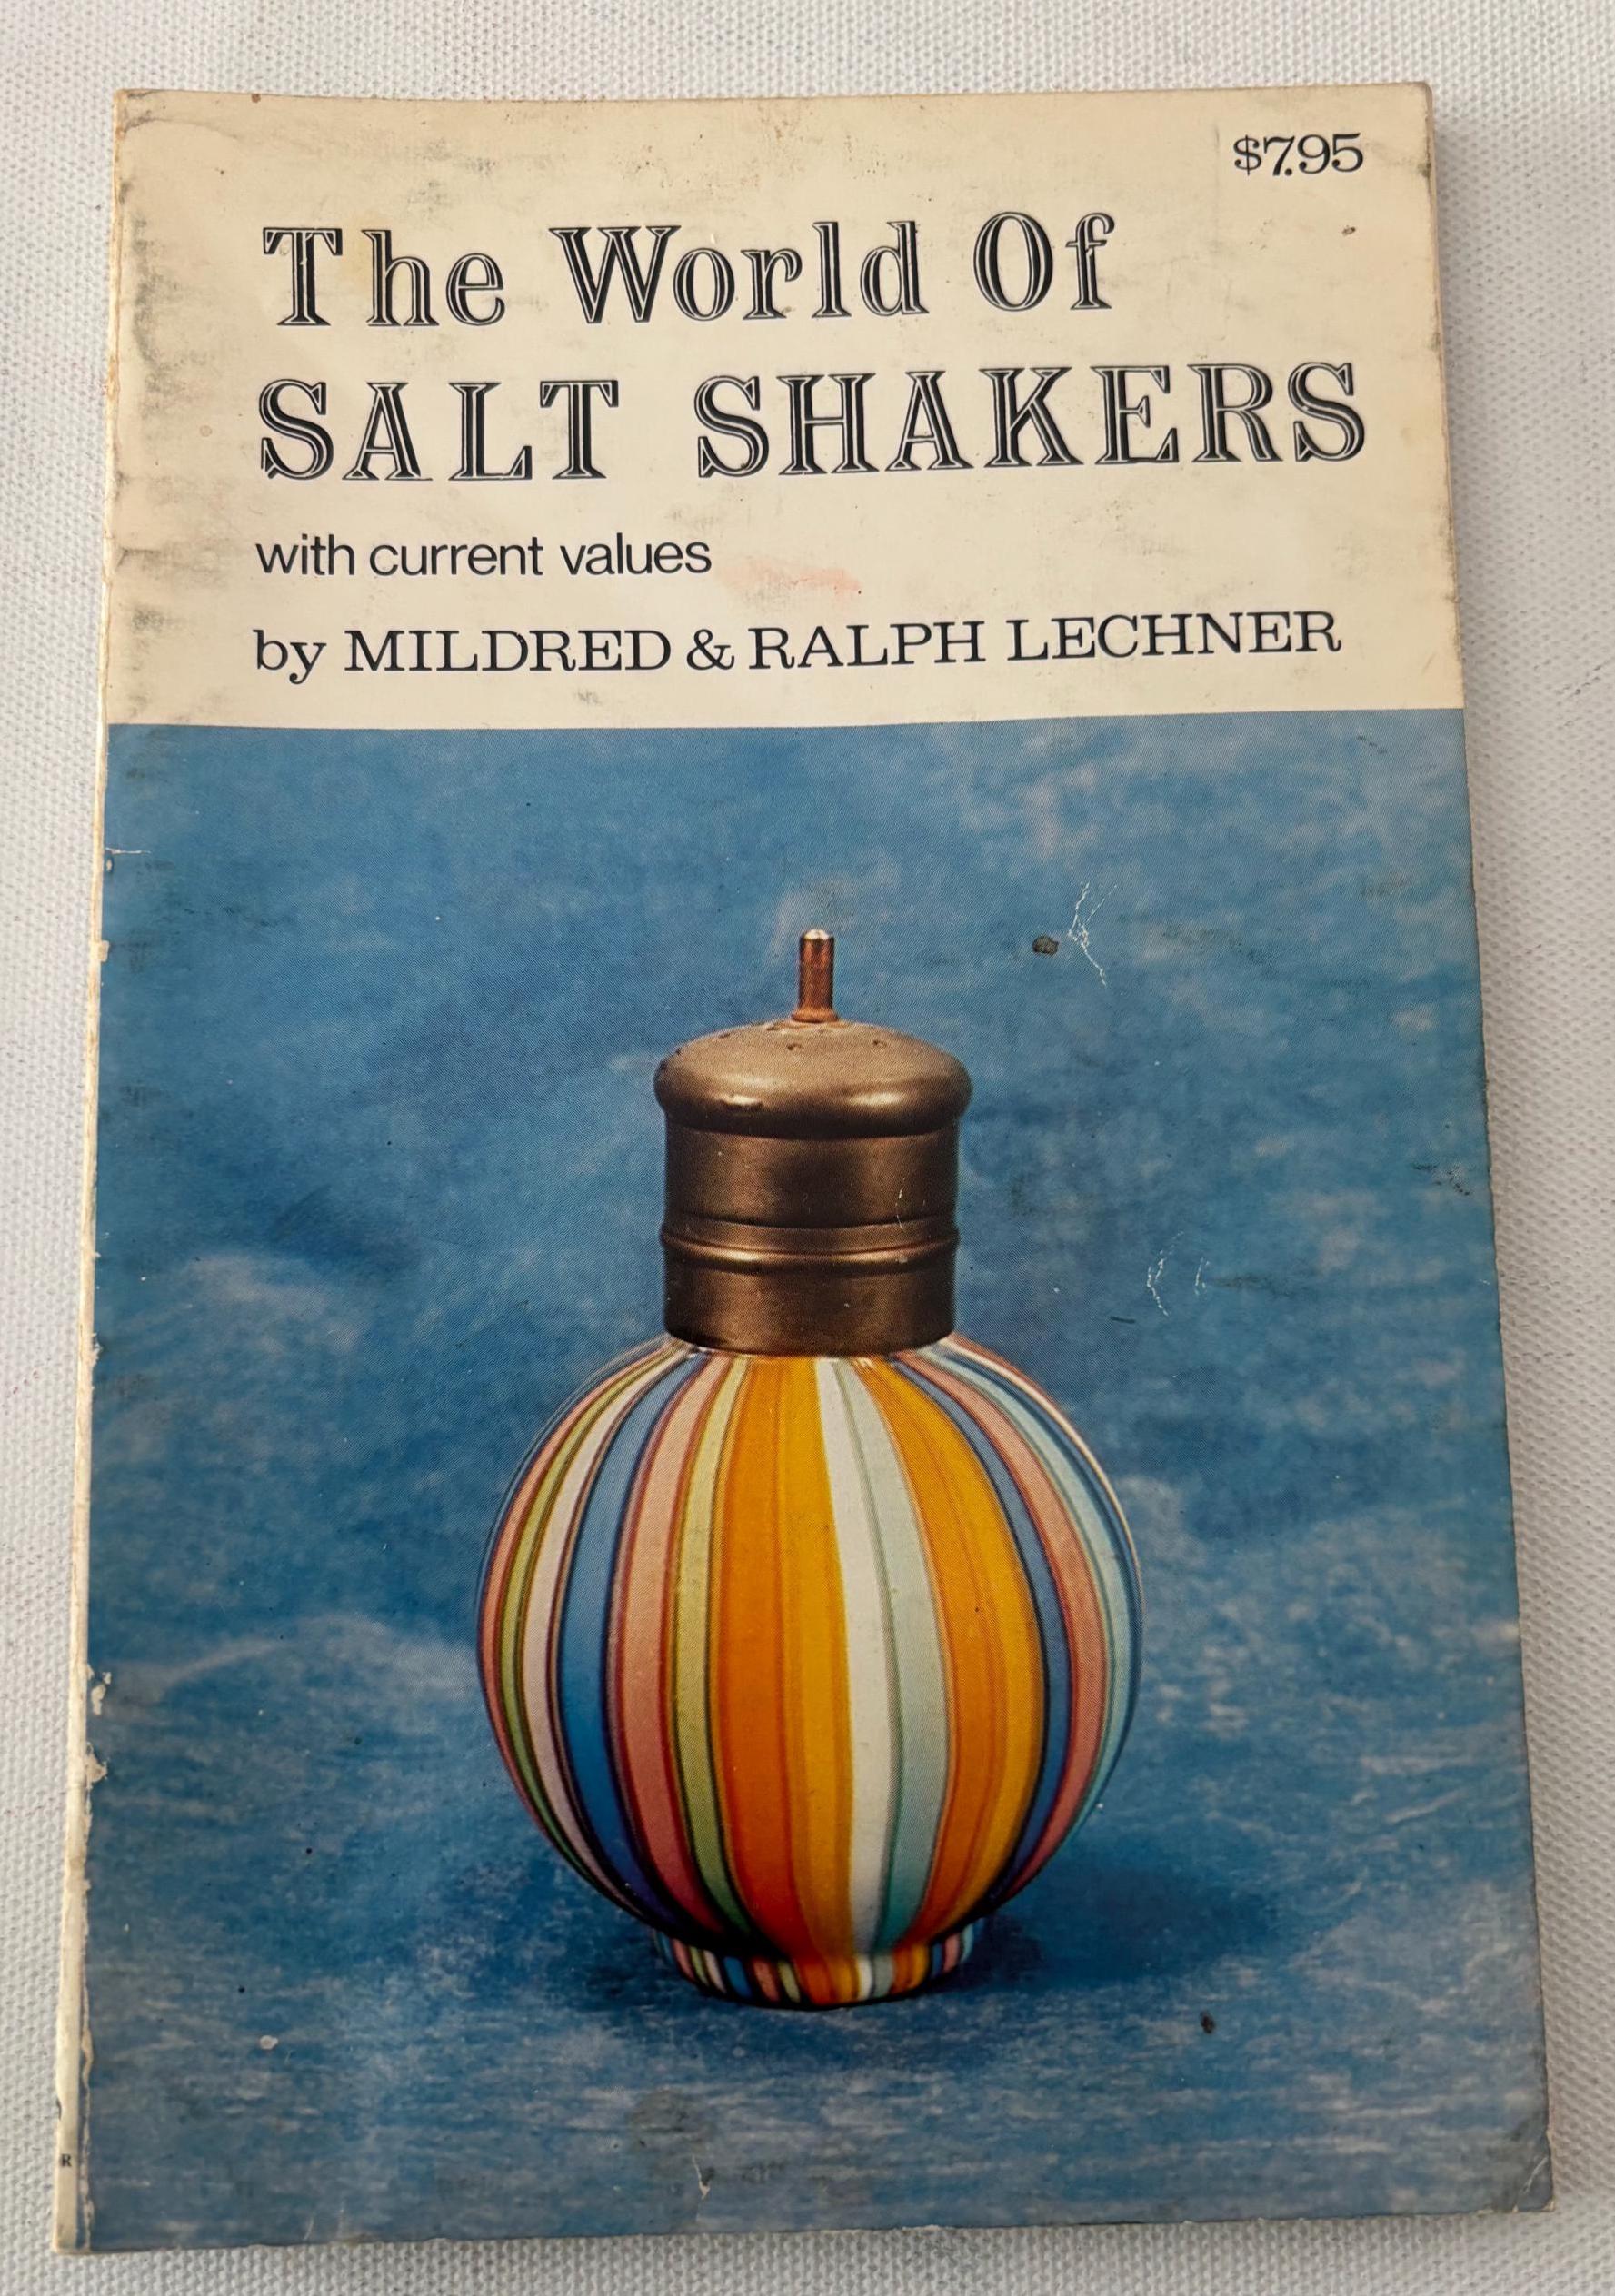 $7.95
The World Of
SALT SHAKERS
with current values
by MILDRED & RALPH LECHNER
R